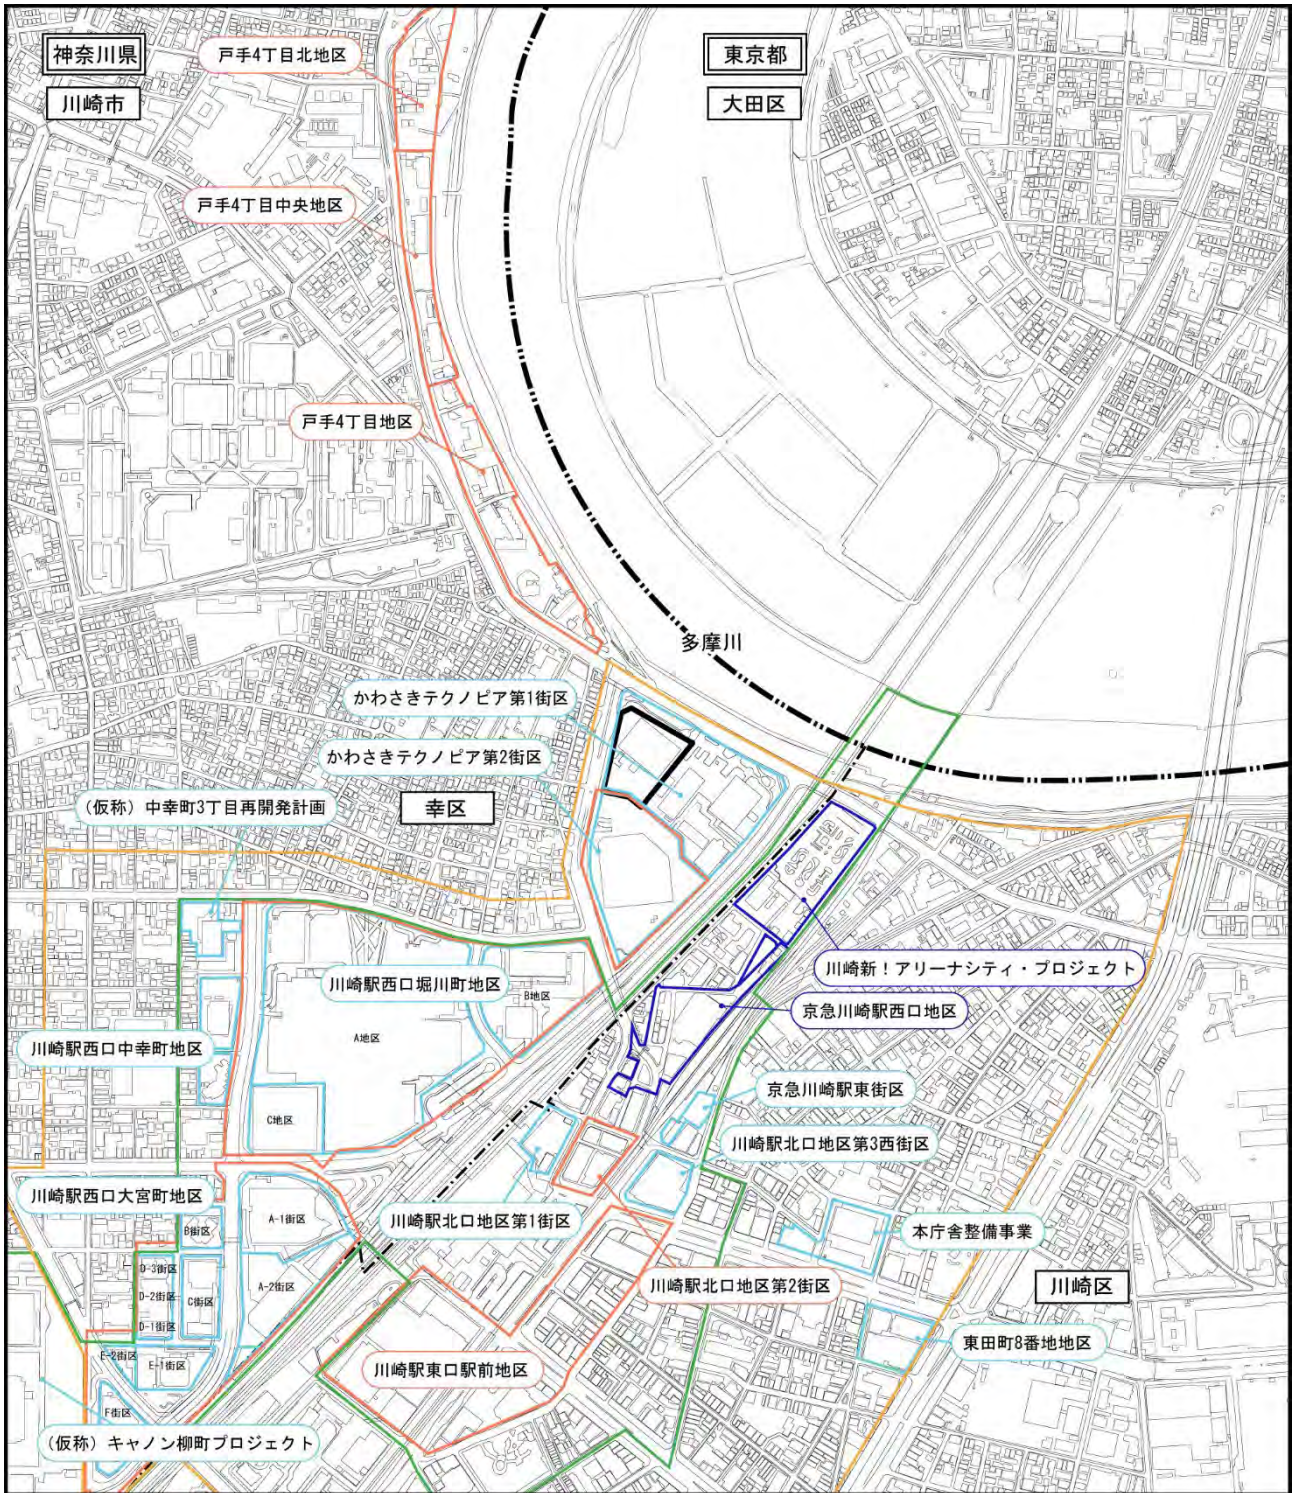 神奈川県
戸手4丁目北地区
東京都
川崎市
大田区
戸手4丁目中央地区
戸手4丁目地区
多摩川
かわさきテクノピア第1街区
かわさきテクノピア第2街区
(仮称)中幸町3丁目再開発計画
幸区
川崎駅西口堀川町地区
B地区
川崎新!アリーナシティ・プロジェクト
京急川崎駅西口地区
A地区
川崎駅西口中幸町地区
京急川崎駅東街区
C地区
川崎駅北口地区第3西街区
川崎駅西口大宮町地区
A-1街区
川崎駅北口地区第1街区
B街区
本庁舎整備事業
D-3街区
A-2街区
川崎駅北口地区第2街区
川崎区
D-2街区
C街区
D-1街区
東田町8番地地区
E-2街区
E-1街区
川崎駅東口駅前地区
F街区
(仮称)キャノン柳町プロジェクト